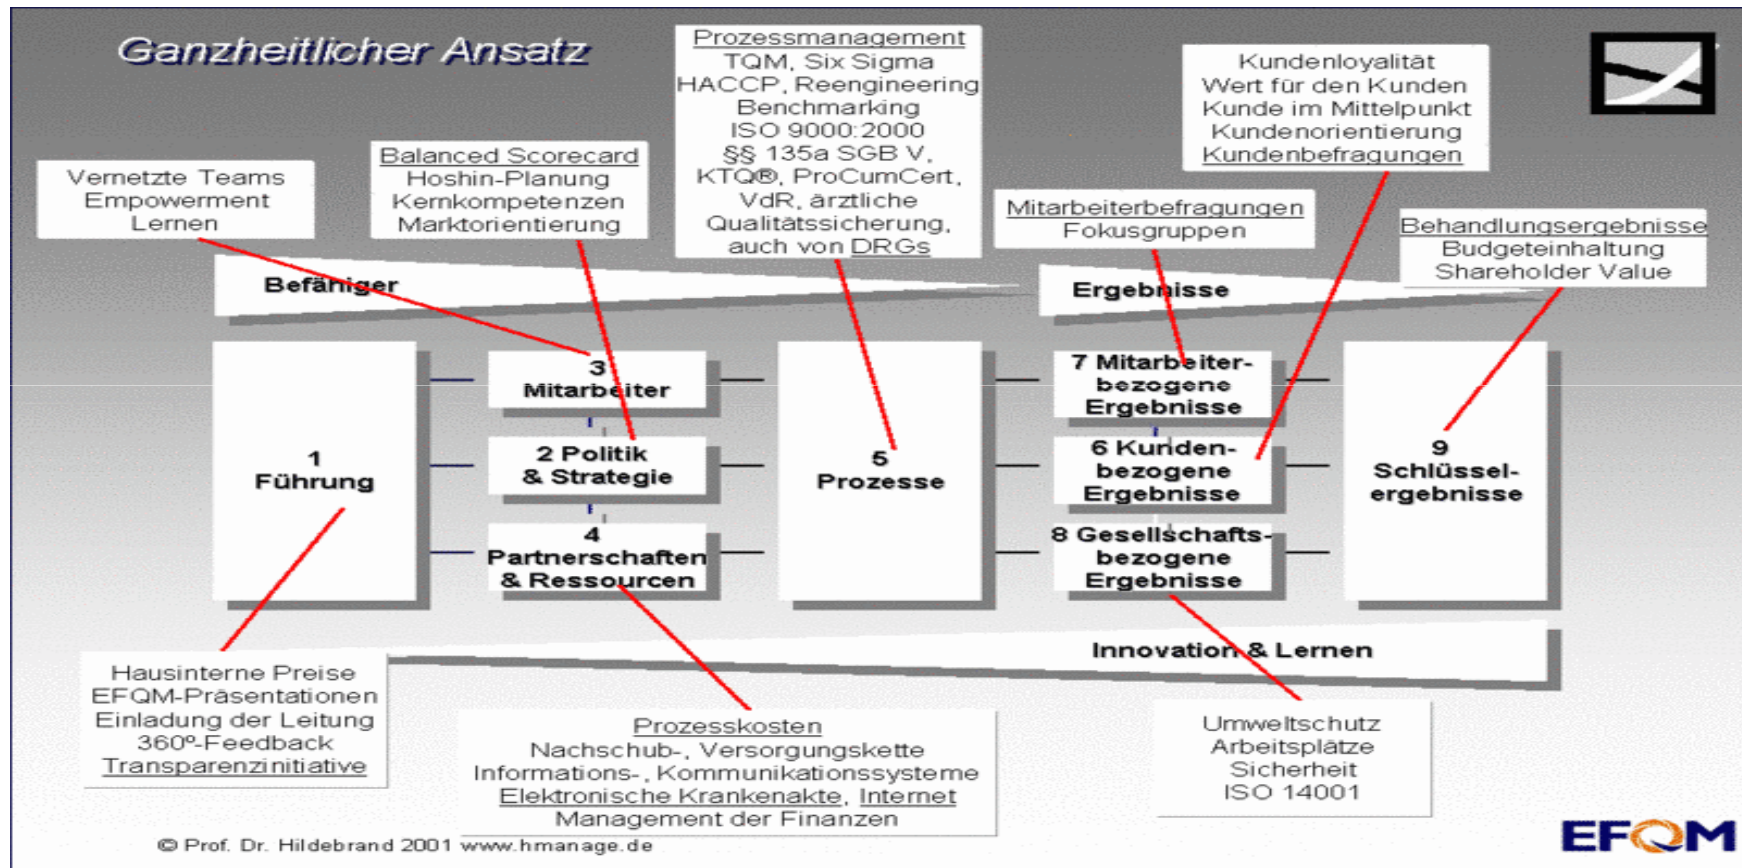 Ganzheitlicher Ansatz
Prozessmanagement
TQM, Six Sigma
HACCP, Reengineering
Benchmarking
ISO 9000:2000
§§ 135a SGB V,
KTQ®, ProCumCert,
VdR, ärztliche
Qualitätssicherung,
auch von DRGs
Kundenloyalität
Wert für den Kunden
Kunde im Mittelpunkt
Kundenorientierung
Kundenbefragungen
Vernetzte Teams
Empowerment
Lernen
Balanced Scorecard
Hoshin-Planung
Kernkompetenzen
Marktorientierung
Mitarbeiterbefragungen
Fokusgruppen
Behandlungsergebnisse
Budgeteinhaltung
Shareholder Value
Befähiger
Ergebnisse
1
Führung
3
Mitarbeiter
2 Politik
& Strategie
4
Partnerschaften
& Ressourcen
5
Prozesse
7 Mitarbeiter-
bezogene
Ergebnisse
6 Kunden-
bezogene
Ergebnisse
8 Gesellschafts-
bezogene
Ergebnisse
9
Schlüssel-
ergebnisse
Innovation & Lernen
Hausinterne Preise
EFQM-Präsentationen
Einladung der Leitung
360º-Feedback
Transparenzinitiative
Prozesskosten
Nachschub-, Versorgungskette
Informations-, Kommunikationssysteme
Elektronische Krankenakte, Internet
Management der Finanzen
Umweltschutz
Arbeitsplätze
Sicherheit
ISO 14001
© Prof. Dr. Hildebrand 2001 www.hmanage.de
EFQM